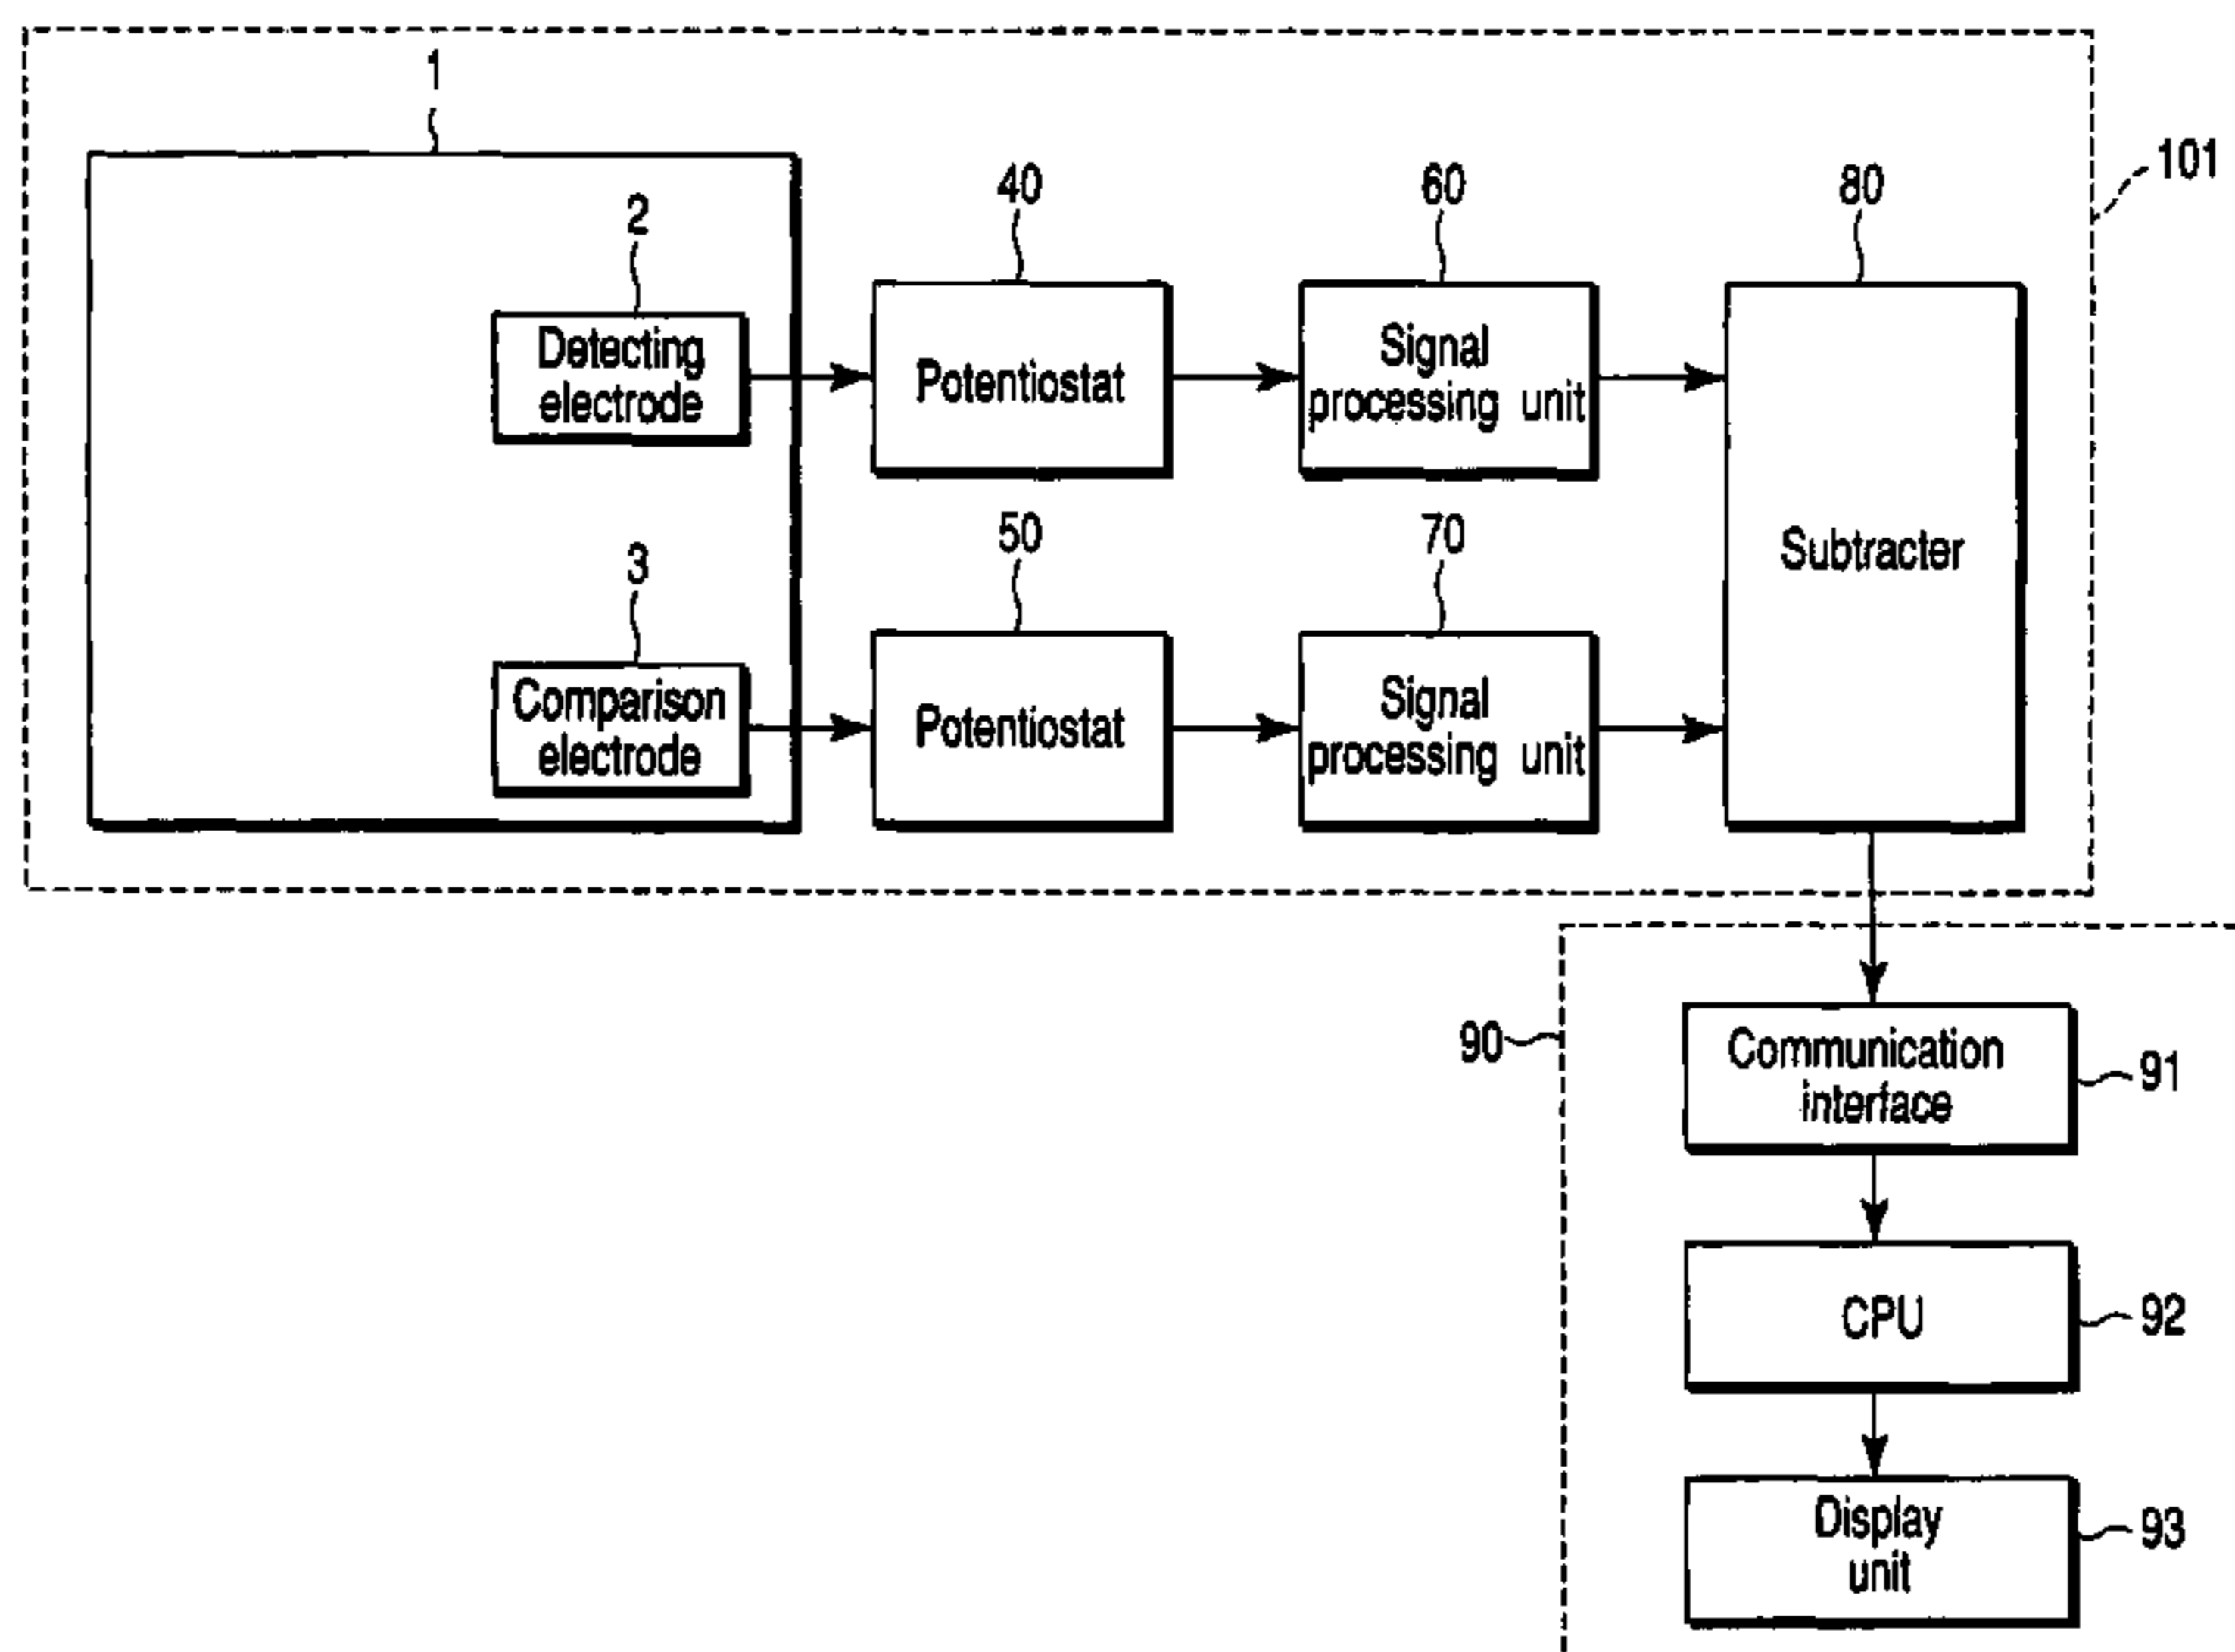 1
101
2
40
60
80
Detecting
electrode
Potentiostat
Signal
processing unit
3
50
70
Subtracter
Comparison
electrode
Potentiostat
Signal
processing unit
90
Communication
interface
91
CPU
92
Display
unit
93